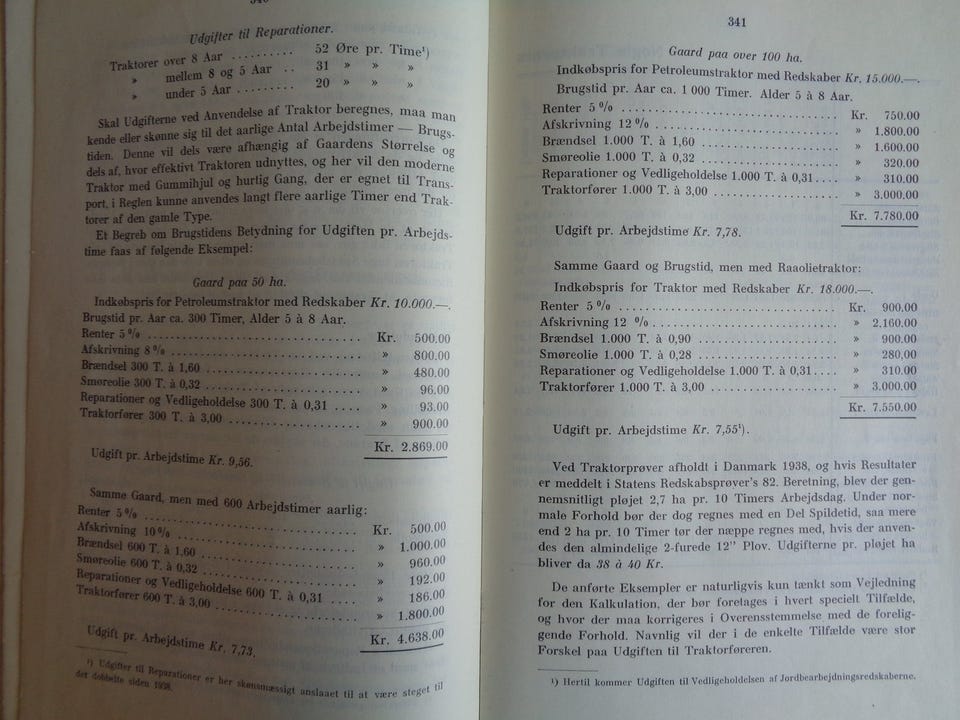 340
Udgifter til Reparationer.
Traktorer over 8 Aar .......... 52 Øre pr. Time¹)
» mellem 8 og 5 Aar .. 31 » » »
» under 5 Aar ......... 20 » » »
Skal Udgifterne ved Anvendelse af Traktor beregnes, maa man
kende eller skønne sig til det aarlige Antal Arbejdstimer — Brugs-
tiden. Denne vil dels være afhængig af Gaardens Størrelse og
dels af, hvor effektivt Traktoren udnyttes, og her vil den moderne
Traktor med Gummihjul og hurtig Gang, der er egnet til Trans-
port, i Reglen kunne anvendes langt flere aarlige Timer end Trak-
torer af den gamle Type.
Et Begreb om Brugstidens Betydning for Udgiften pr. Arbejds-
time faas af følgende Eksempel:
Gaard paa 50 ha.
Indkøbspris for Petroleumstraktor med Redskaber Kr. 10.000.—.
Brugstid pr. Aar ca. 300 Timer, Alder 5 à 8 Aar.
Renter 5 % .................................... Kr. 500.00
Afskrivning 8 % ............................... » 800.00
Brændsel 300 T. à 1,60 ........................ » 480.00
Smøreolie 300 T. à 0,32 ....................... » 96.00
Reparationer og Vedligeholdelse 300 T. à 0,31 .... » 93.00
Traktorfører 300 T. à 3,00 .................... » 900.00
Kr. 2.869.00
Udgift pr. Arbejdstime Kr. 9,56.
Samme Gaard, men med 600 Arbejdstimer aarlig:
Renter 5 % .................................... Kr. 500.00
Afskrivning 10 % .............................. » 1.000.00
Brændsel 600 T. à 1,60 ........................ » 960.00
Smøreolie 600 T. à 0,32 ....................... » 192.00
Reparationer og Vedligeholdelse 600 T. à 0,31 .... » 186.00
Traktorfører 600 T. à 3,00 .................... » 1.800.00
Kr. 4.638.00
Udgift pr. Arbejdstime Kr. 7,73.
¹) Udgifter til Reparationer er her skønsmæssigt anslaaet til at være steget til
det dobbelte siden 1938.
341
Gaard paa over 100 ha.
Indkøbspris for Petroleumstraktor med Redskaber Kr. 15.000.—.
Brugstid pr. Aar ca. 1 000 Timer. Alder 5 à 8 Aar.
Renter 5 % .................................... Kr. 750.00
Afskrivning 12 % .............................. » 1.800.00
Brændsel 1.000 T. à 1,60 ...................... » 1.600.00
Smøreolie 1.000 T. à 0,32 ..................... » 320.00
Reparationer og Vedligeholdelse 1.000 T. à 0,31.... » 310.00
Traktorfører 1.000 T. à 3,00 .................. » 3.000.00
Kr. 7.780.00
Udgift pr. Arbejdstime Kr. 7,78.
Samme Gaard og Brugstid, men med Raaolietraktor:
Indkøbspris for Traktor med Redskaber Kr. 18.000.—.
Renter 5 % .................................... Kr. 900.00
Afskrivning 12 % .............................. » 2.160.00
Brændsel 1.000 T. à 0,90 ...................... » 900.00
Smøreolie 1.000 T. à 0,28 ..................... » 280.00
Reparationer og Vedligeholdelse 1.000 T. à 0,31.... » 310.00
Traktorfører 1.000 T. à 3,00 .................. » 3.000.00
Kr. 7.550.00
Udgift pr. Arbejdstime Kr. 7,55¹).
Ved Traktorprøver afholdt i Danmark 1938, og hvis Resultater
er meddelt i Statens Redskabsprøver's 82. Beretning, blev der gen-
nemsnitligt pløjet 2,7 ha pr. 10 Timers Arbejdsdag. Under nor-
male Forhold bør der dog regnes med en Del Spildetid, saa mere
end 2 ha pr. 10 Timer tør der næppe regnes med, hvis der anven-
des den almindelige 2-furede 12" Plov. Udgifterne pr. pløjet ha
bliver da 38 à 40 Kr.
De anførte Eksempler er naturligvis kun tænkt som Vejledning
for den Kalkulation, der bør foretages i hvert specielt Tilfælde,
og hvor der maa korrigeres i Overensstemmelse med de forelig-
gende Forhold. Navnlig vil der i de enkelte Tilfælde være stor
Forskel paa Udgiften til Traktorføreren.
¹) Hertil kommer Udgiften til Vedligeholdelsen af Jordbearbejdningsredskaberne.